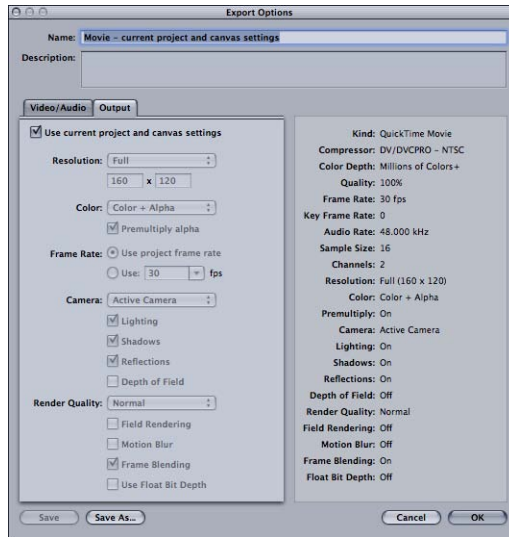 Export Options
Name: Movie – current project and canvas settings
Description:
Video/Audio Output
Use current project and canvas settings
Resolution: Full
160 x 120
Color: Color + Alpha
Premultiply alpha
Frame Rate: Use project frame rate
Use: 30 fps
Camera: Active Camera
Lighting
Shadows
Reflections
Depth of Field
Render Quality: Normal
Field Rendering
Motion Blur
Frame Blending
Use Float Bit Depth
Kind: QuickTime Movie
Compressor: DV/DVCPRO – NTSC
Color Depth: Millions of Colors+
Quality: 100%
Frame Rate: 30 fps
Key Frame Rate: 0
Audio Rate: 48.000 kHz
Sample Size: 16
Channels: 2
Resolution: Full (160 x 120)
Color: Color + Alpha
Premultiply: On
Camera: Active Camera
Lighting: On
Shadows: On
Reflections: On
Depth of Field: Off
Render Quality: Normal
Field Rendering: Off
Motion Blur: Off
Frame Blending: On
Float Bit Depth: Off
Save Save As... Cancel OK